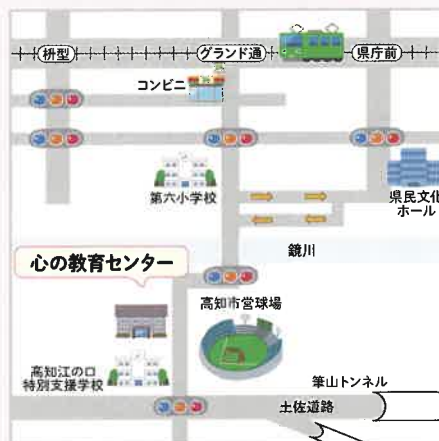 枡型
グランド通
県庁前
コンビニ
第六小学校
県民文化
ホール
鏡川
心の教育センター
高知市営球場
高知江の口
特別支援学校
筆山トンネル
土佐道路